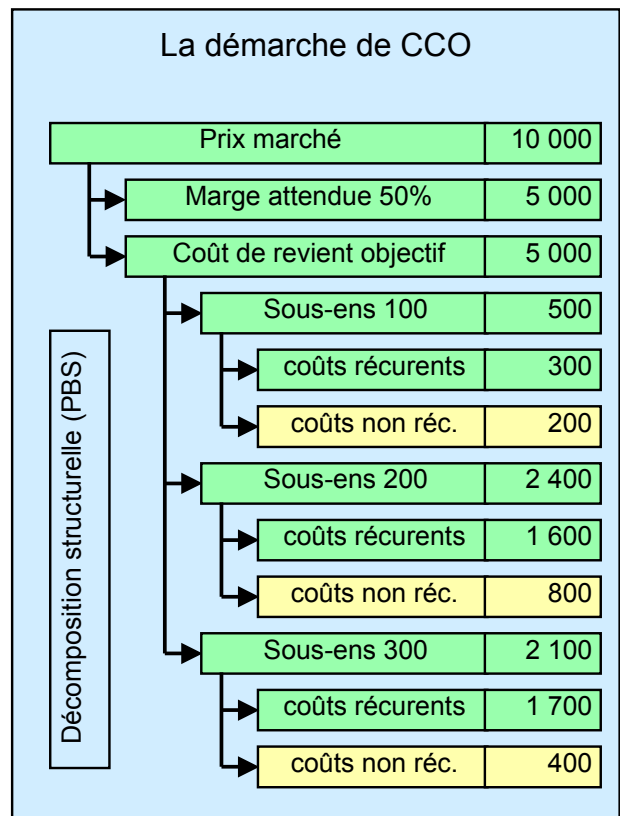 La démarche de CCO
Prix marché 10 000
Marge attendue 50% 5 000
Coût de revient objectif 5 000
Sous-ens 100 500
coûts récurents 300
coûts non réc. 200
Sous-ens 200 2 400
coûts récurents 1 600
coûts non réc. 800
Sous-ens 300 2 100
coûts récurents 1 700
coûts non réc. 400
Décomposition structurelle (PBS)